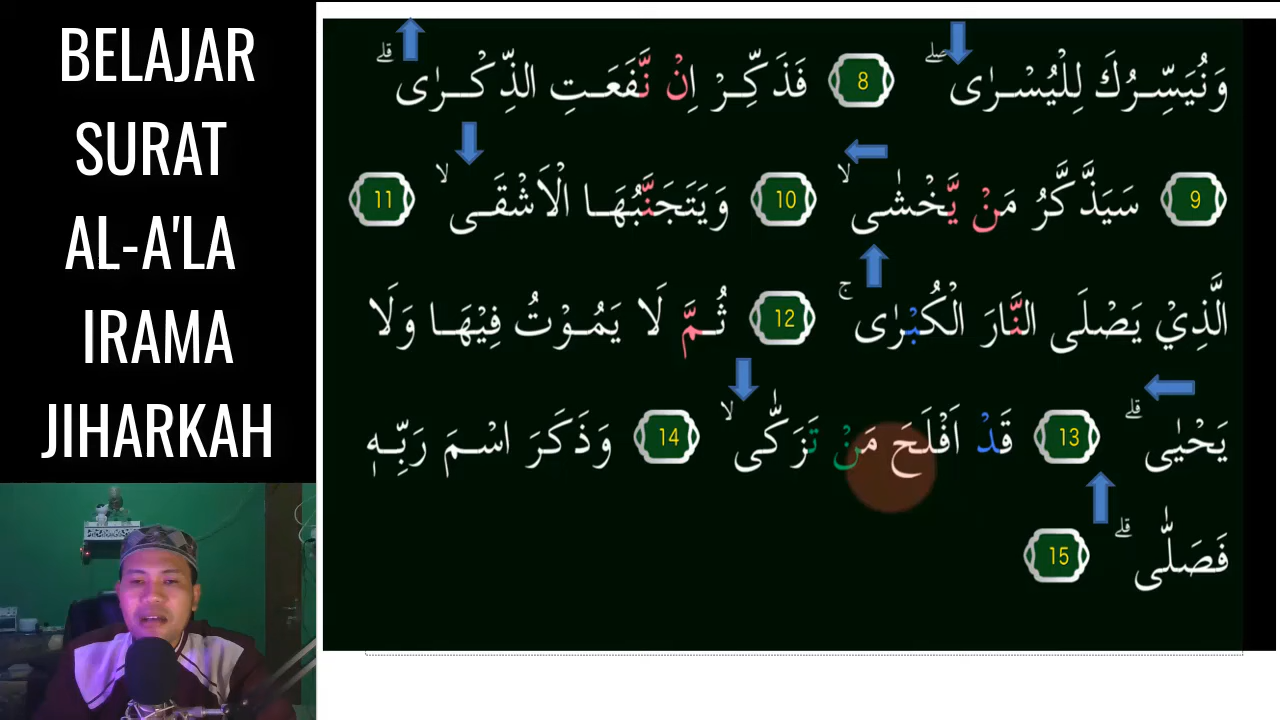 BELAJAR
SURAT
AL-A'LA
IRAMA
JIHARKAH
وَنُيَسِّرُكَ لِلْيُسْرٰى ۖ 8 فَذَكِّرْ اِنْ نَّفَعَتِ الذِّكْرٰى ۗ
9 سَيَذَّكَّرُ مَنْ يَّخْشٰى ۙ 10 وَيَتَجَنَّبُهَا الْاَشْقَى ۙ 11
الَّذِيْ يَصْلَى النَّارَ الْكُبْرٰى ۚ 12 ثُمَّ لَا يَمُوْتُ فِيْهَا وَلَا
يَحْيٰى ۗ 13 قَدْ اَفْلَحَ مَنْ تَزَكّٰى ۙ 14 وَذَكَرَ اسْمَ رَبِّهٖ
فَصَلّٰى ۗ 15